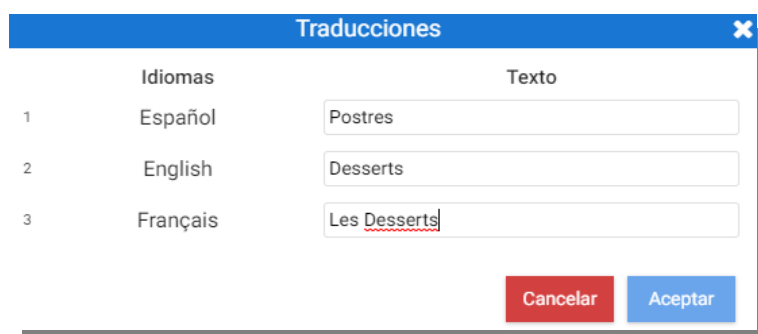 Traducciones
Idiomas Texto
1 Español Postres
2 English Desserts
3 Français Les Desserts
Cancelar Aceptar